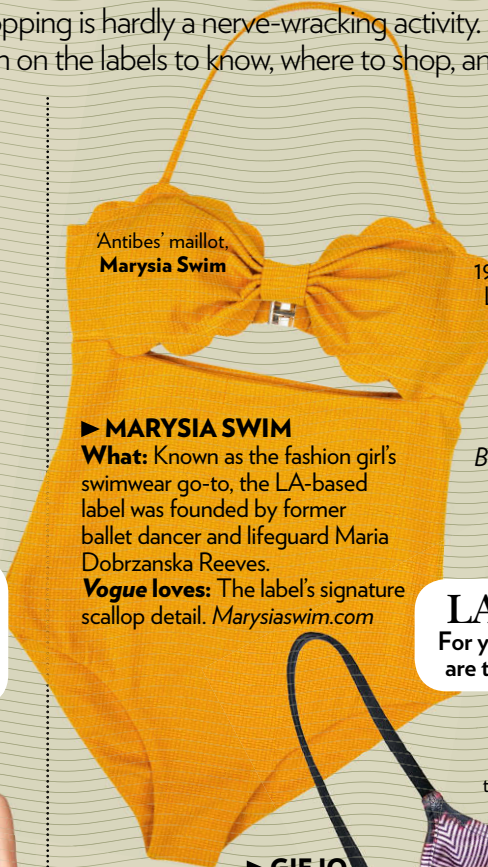 pping is hardly a nerve-wracking activity.
n on the labels to know, where to shop, an
'Antibes' maillot,
Marysia Swim
19
► MARYSIA SWIM
What: Known as the fashion girl's
swimwear go-to, the LA-based
label was founded by former
ballet dancer and lifeguard Maria
Dobrzanska Reeves.
Vogue loves: The label's signature
scallop detail. Marysiaswim.com
B
LA
For y
are t
t